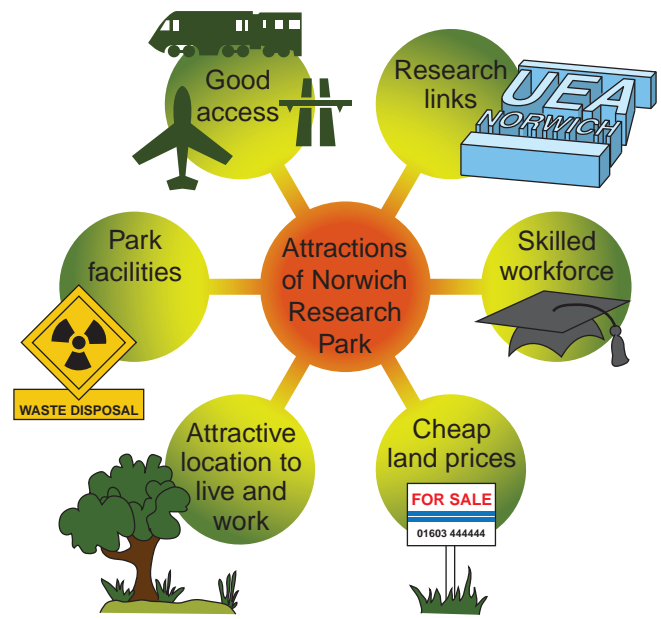 Good
access
Research
links
UEA
NORWICH
Park
facilities
WASTE DISPOSAL
Attractions
of Norwich
Research
Park
Skilled
workforce
Attractive
location to
live and
work
Cheap
land prices
FOR SALE
01603 444444